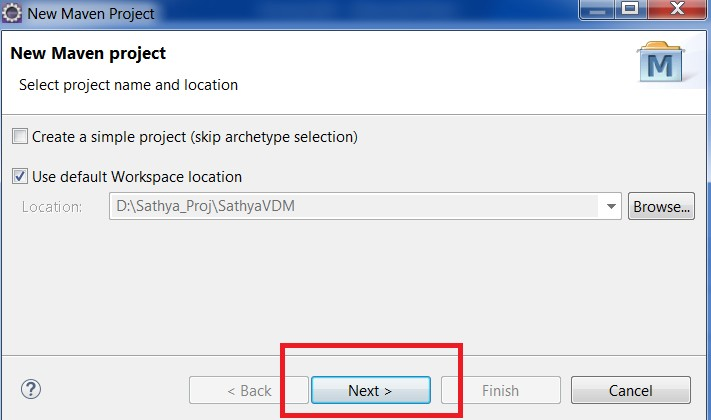 New Maven Project
New Maven project
Select project name and location
M
Create a simple project (skip archetype selection)
Use default Workspace location
Location: D:\Sathya_Proj\SathyaVDM Browse...
? < Back Next > Finish Cancel